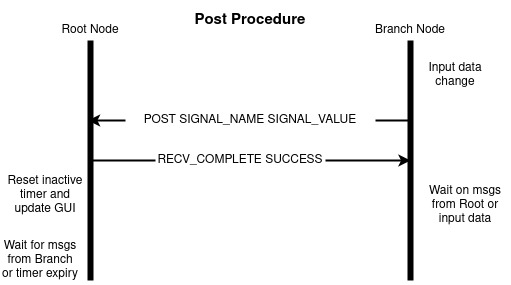 Post Procedure
Root Node
Branch Node
Input data
change
POST SIGNAL_NAME SIGNAL_VALUE
RECV_COMPLETE SUCCESS
Reset inactive
timer and
update GUI
Wait on msgs
from Root or
input data
Wait for msgs
from Branch
or timer expiry